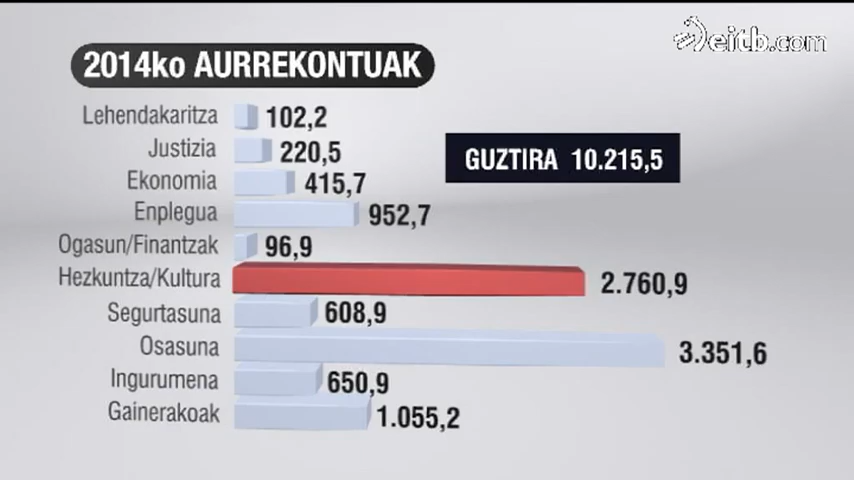 eitb.com
2014ko AURREKONTUAK
Lehendakaritza 102,2
Justizia 220,5
GUZTIRA 10.215,5
Ekonomia 415,7
Enplegua 952,7
Ogasun/Finantzak 96,9
Hezkuntza/Kultura 2.760,9
Segurtasuna 608,9
Osasuna 3.351,6
Ingurumena 650,9
Gainerakoak 1.055,2